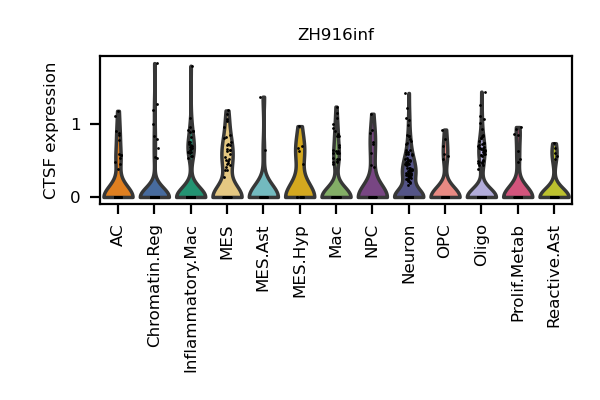 ZH916inf
CTSF expression
1
0
AC
Chromatin.Reg
Inflammatory.Mac
MES
MES.Ast
MES.Hyp
Mac
NPC
Neuron
OPC
Oligo
Prolif.Metab
Reactive.Ast